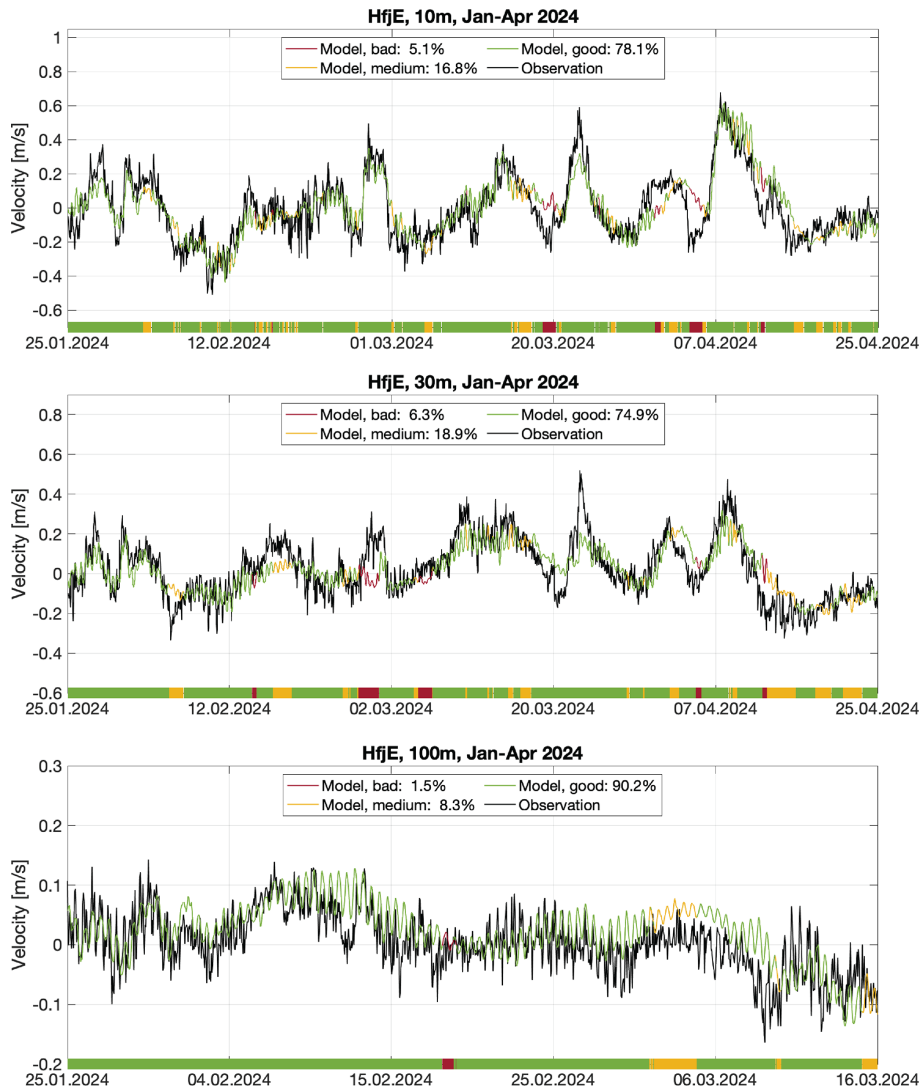 HfjE, 10m, Jan-Apr 2024
Model, bad: 5.1% Model, good: 78.1%
Model, medium: 16.8% Observation
Velocity [m/s]
1
0.8
0.6
0.4
0.2
0
-0.2
-0.4
-0.6
25.01.2024 12.02.2024 01.03.2024 20.03.2024 07.04.2024 25.04.2024
HfjE, 30m, Jan-Apr 2024
Model, bad: 6.3% Model, good: 74.9%
Model, medium: 18.9% Observation
Velocity [m/s]
0.8
0.6
0.4
0.2
0
-0.2
-0.4
-0.6
25.01.2024 12.02.2024 02.03.2024 20.03.2024 07.04.2024 25.04.2024
HfjE, 100m, Jan-Apr 2024
Model, bad: 1.5% Model, good: 90.2%
Model, medium: 8.3% Observation
Velocity [m/s]
0.3
0.2
0.1
0
-0.1
-0.2
25.01.2024 04.02.2024 15.02.2024 25.02.2024 06.03.2024 16.03.2024